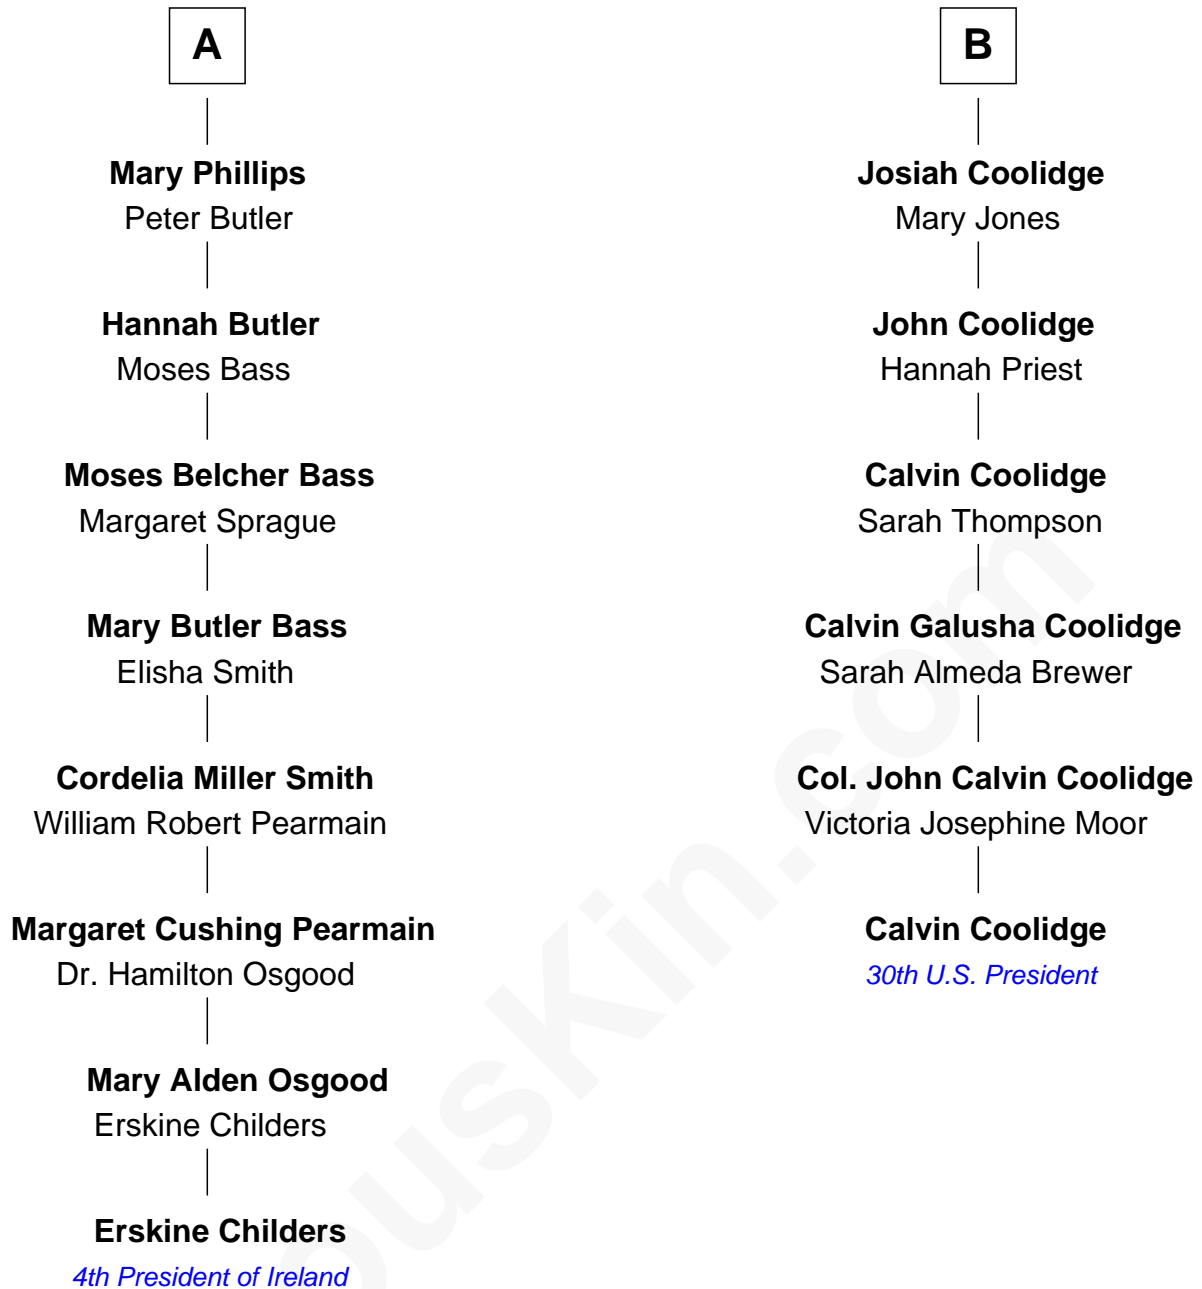 A
Mary Phillips
Peter Butler
Hannah Butler
Moses Bass
Moses Belcher Bass
Margaret Sprague
Mary Butler Bass
Elisha Smith
Cordelia Miller Smith
William Robert Pearmain
Margaret Cushing Pearmain
Dr. Hamilton Osgood
Mary Alden Osgood
Erskine Childers
Erskine Childers
4th President of Ireland
B
Josiah Coolidge
Mary Jones
John Coolidge
Hannah Priest
Calvin Coolidge
Sarah Thompson
Calvin Galusha Coolidge
Sarah Almeda Brewer
Col. John Calvin Coolidge
Victoria Josephine Moor
Calvin Coolidge
30th U.S. President
ousKin.com